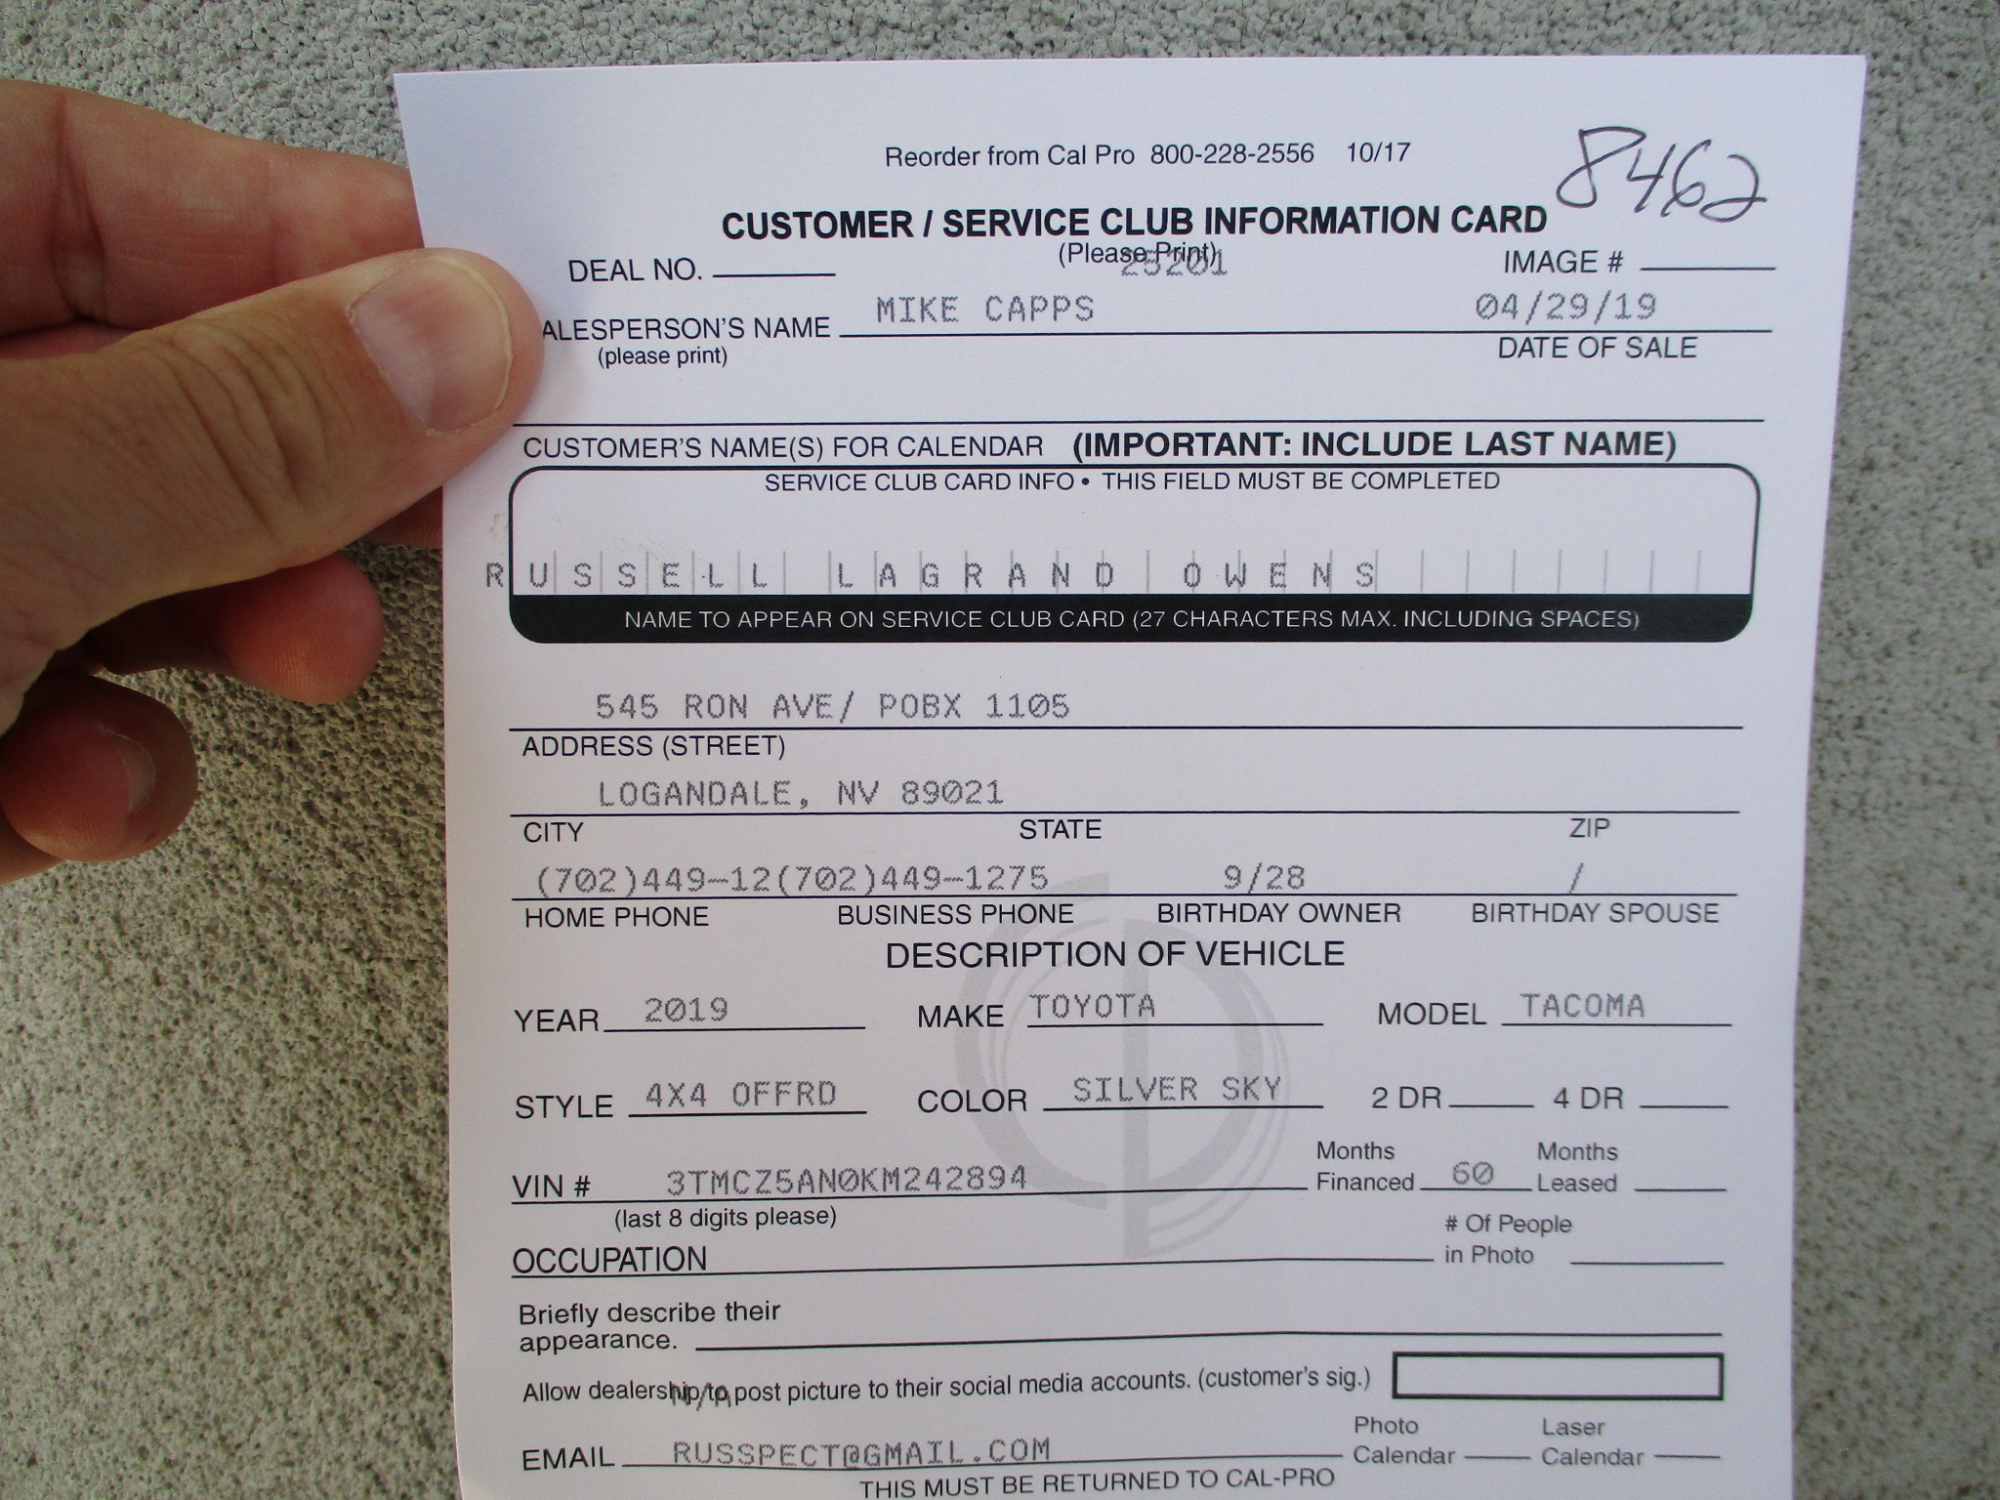 Reorder from Cal Pro 800-228-2556 10/17
8462
CUSTOMER / SERVICE CLUB INFORMATION CARD
(Please Print)
25201
DEAL NO. IMAGE #
MIKE CAPPS 04/29/19
ALESPERSON'S NAME DATE OF SALE
(please print)
CUSTOMER'S NAME(S) FOR CALENDAR (IMPORTANT: INCLUDE LAST NAME)
SERVICE CLUB CARD INFO • THIS FIELD MUST BE COMPLETED
RUSSELL LAGRAND OWENS
NAME TO APPEAR ON SERVICE CLUB CARD (27 CHARACTERS MAX. INCLUDING SPACES)
545 RON AVE/ POBX 1105
ADDRESS (STREET)
LOGANDALE, NV 89021
CITY STATE ZIP
(702)449-12(702)449-1275 9/28 /
HOME PHONE BUSINESS PHONE BIRTHDAY OWNER BIRTHDAY SPOUSE
DESCRIPTION OF VEHICLE
YEAR 2019 MAKE TOYOTA MODEL TACOMA
STYLE 4X4 OFFRD COLOR SILVER SKY 2 DR 4 DR
VIN # 3TMCZ5AN0KM242894 Months Financed 60 Months Leased
(last 8 digits please)
OCCUPATION # Of People in Photo
Briefly describe their
appearance.
Allow dealership to post picture to their social media accounts. (customer's sig.)
N/A
EMAIL RUSSPECT@GMAIL.COM Photo Calendar Laser Calendar
THIS MUST BE RETURNED TO CAL-PRO